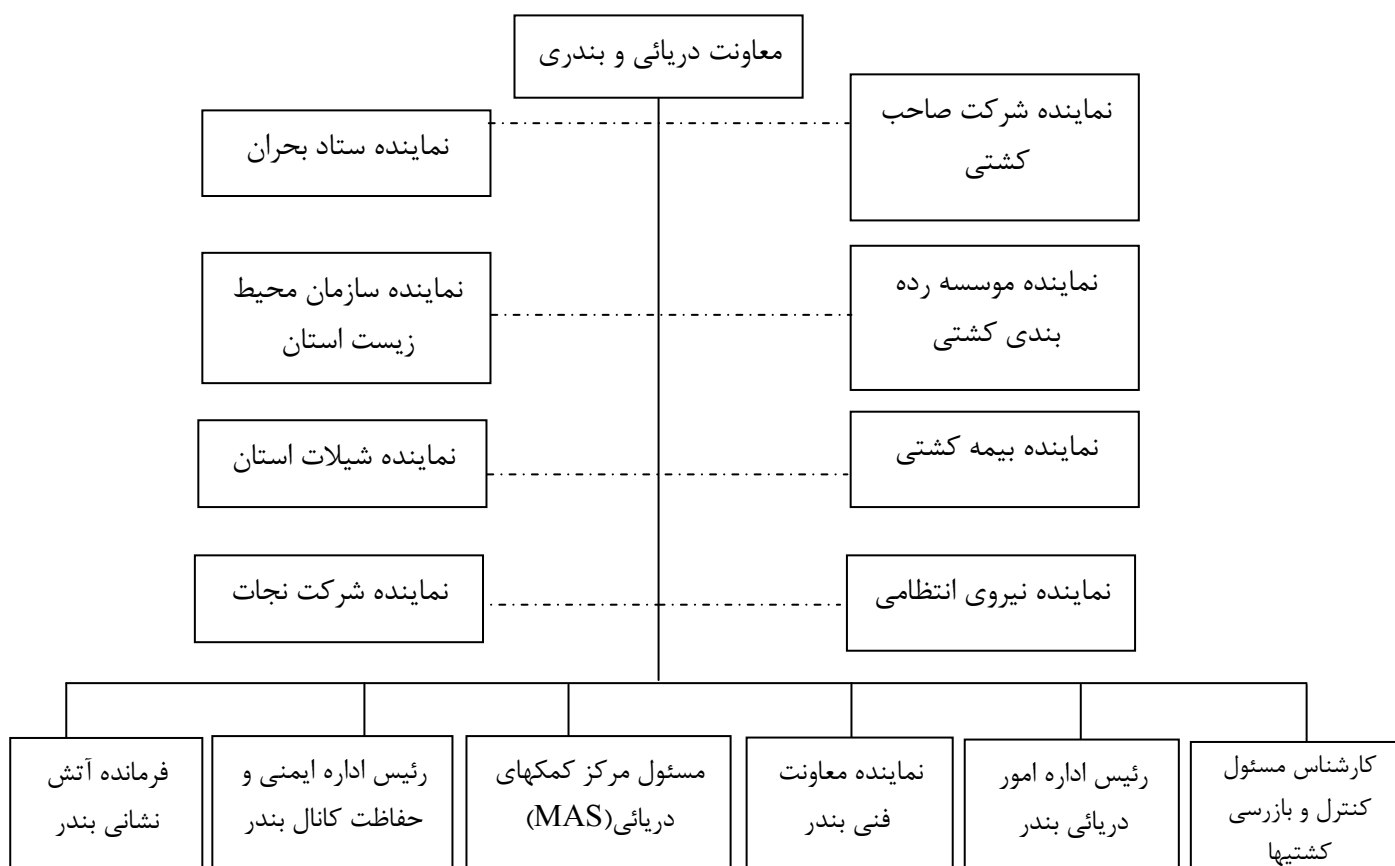 معاونت دریائی و بندری
نماینده شرکت صاحب
کشتی
نماینده ستاد بحران
نماینده موسسه رده
بندی کشتی
نماینده سازمان محیط
زیست استان
نماینده بیمه کشتی
نماینده شیلات استان
نماینده نیروی انتظامی
نماینده شرکت نجات
کارشناس مسئول
کنترل و بازرسی
کشتیها
رئیس اداره امور
دریائی بندر
نماینده معاونت
فنی بندر
مسئول مرکز کمکهای
دریائی(MAS)
رئیس اداره ایمنی و
حفاظت کانال بندر
فرمانده آتش
نشانی بندر